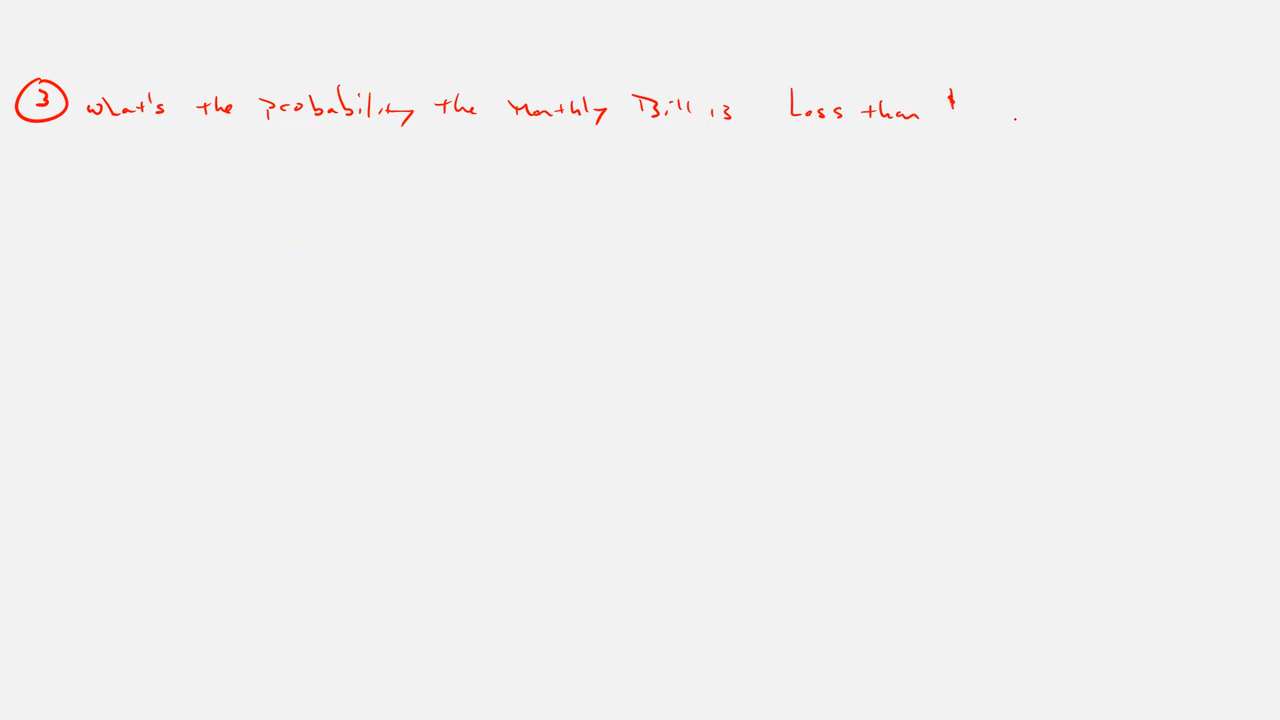 ③ what's the probability the Monthly Bill is Less than